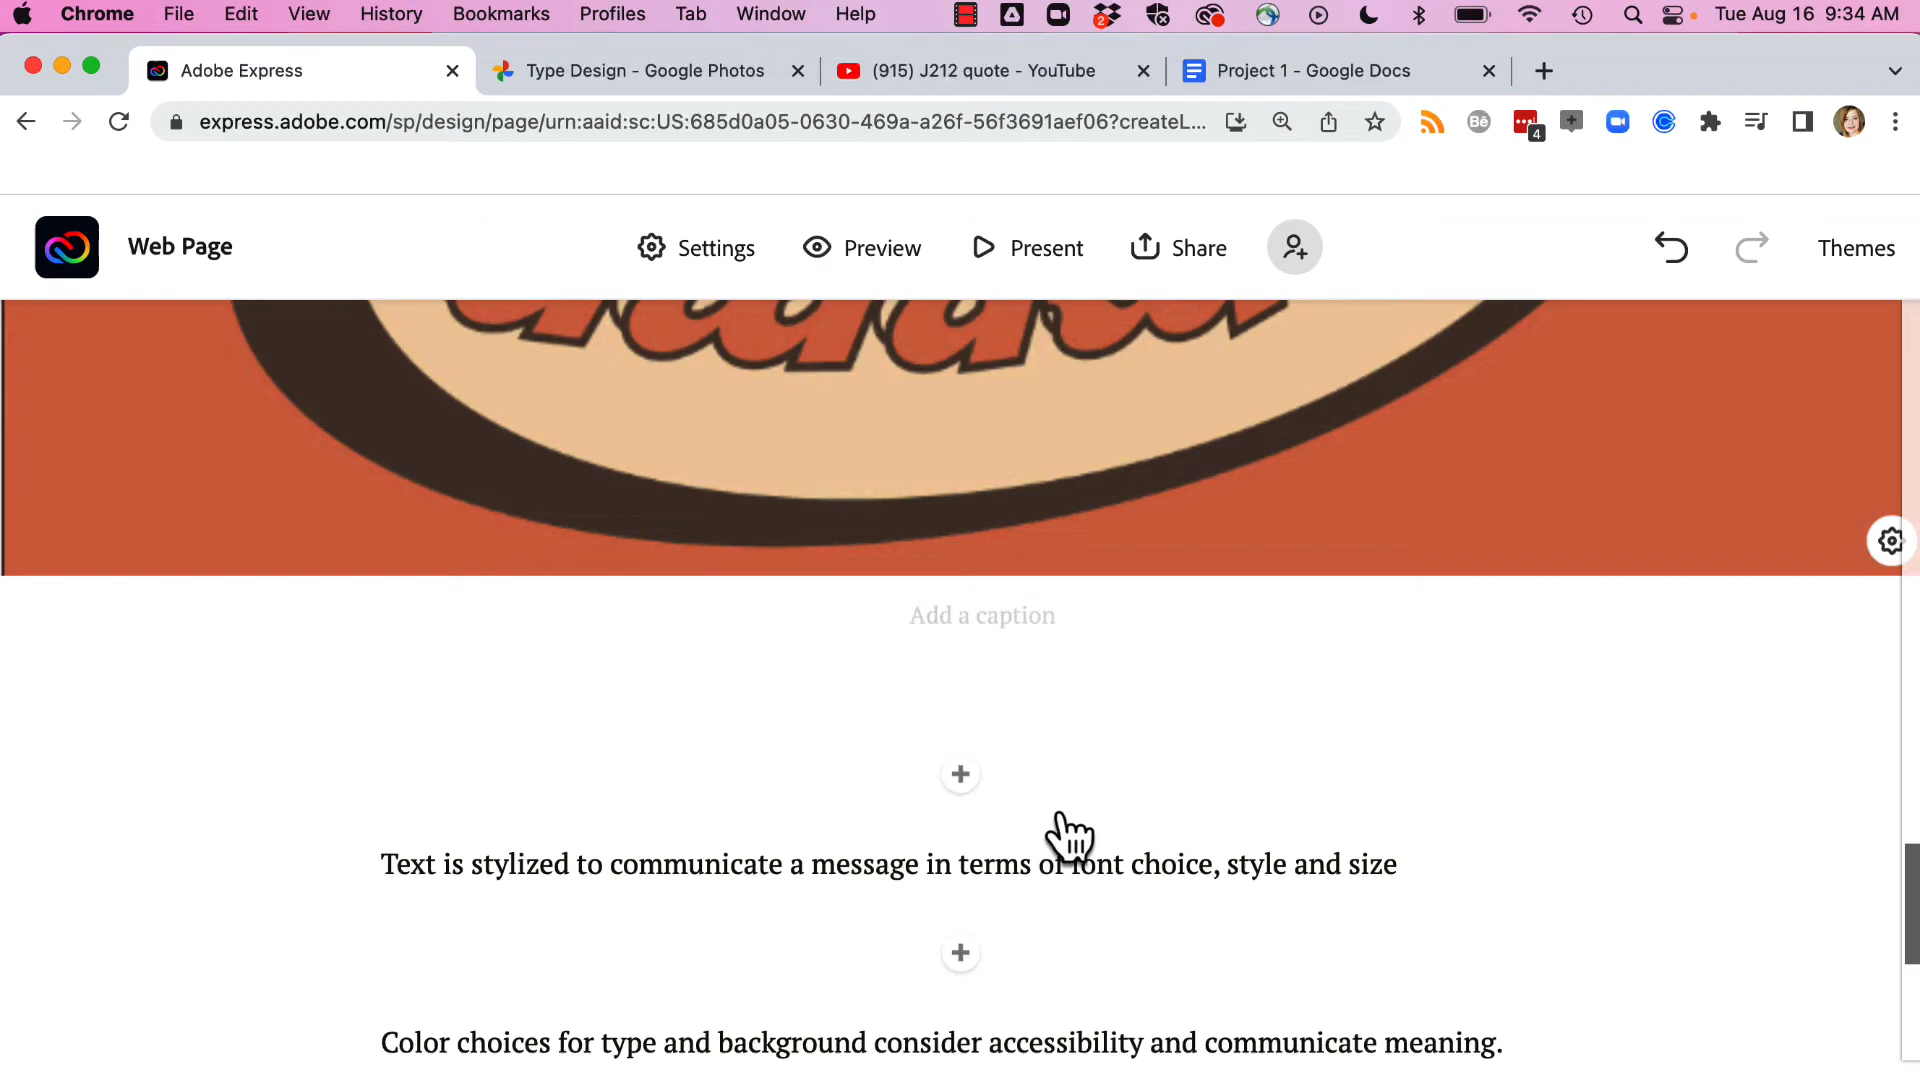 Chrome File Edit View History Bookmarks Profiles Tab Window Help 2 Tue Aug 16 9:34 AM
Adobe Express Type Design - Google Photos (915) J212 quote - YouTube Project 1 - Google Docs
express.adobe.com/sp/design/page/urn:aaid:sc:US:685d0a05-0630-469a-a26f-56f3691aef06?createL... Bē 4
Web Page Settings Preview Present Share Themes
Add a caption
Text is stylized to communicate a message in terms of font choice, style and size
Color choices for type and background consider accessibility and communicate meaning.